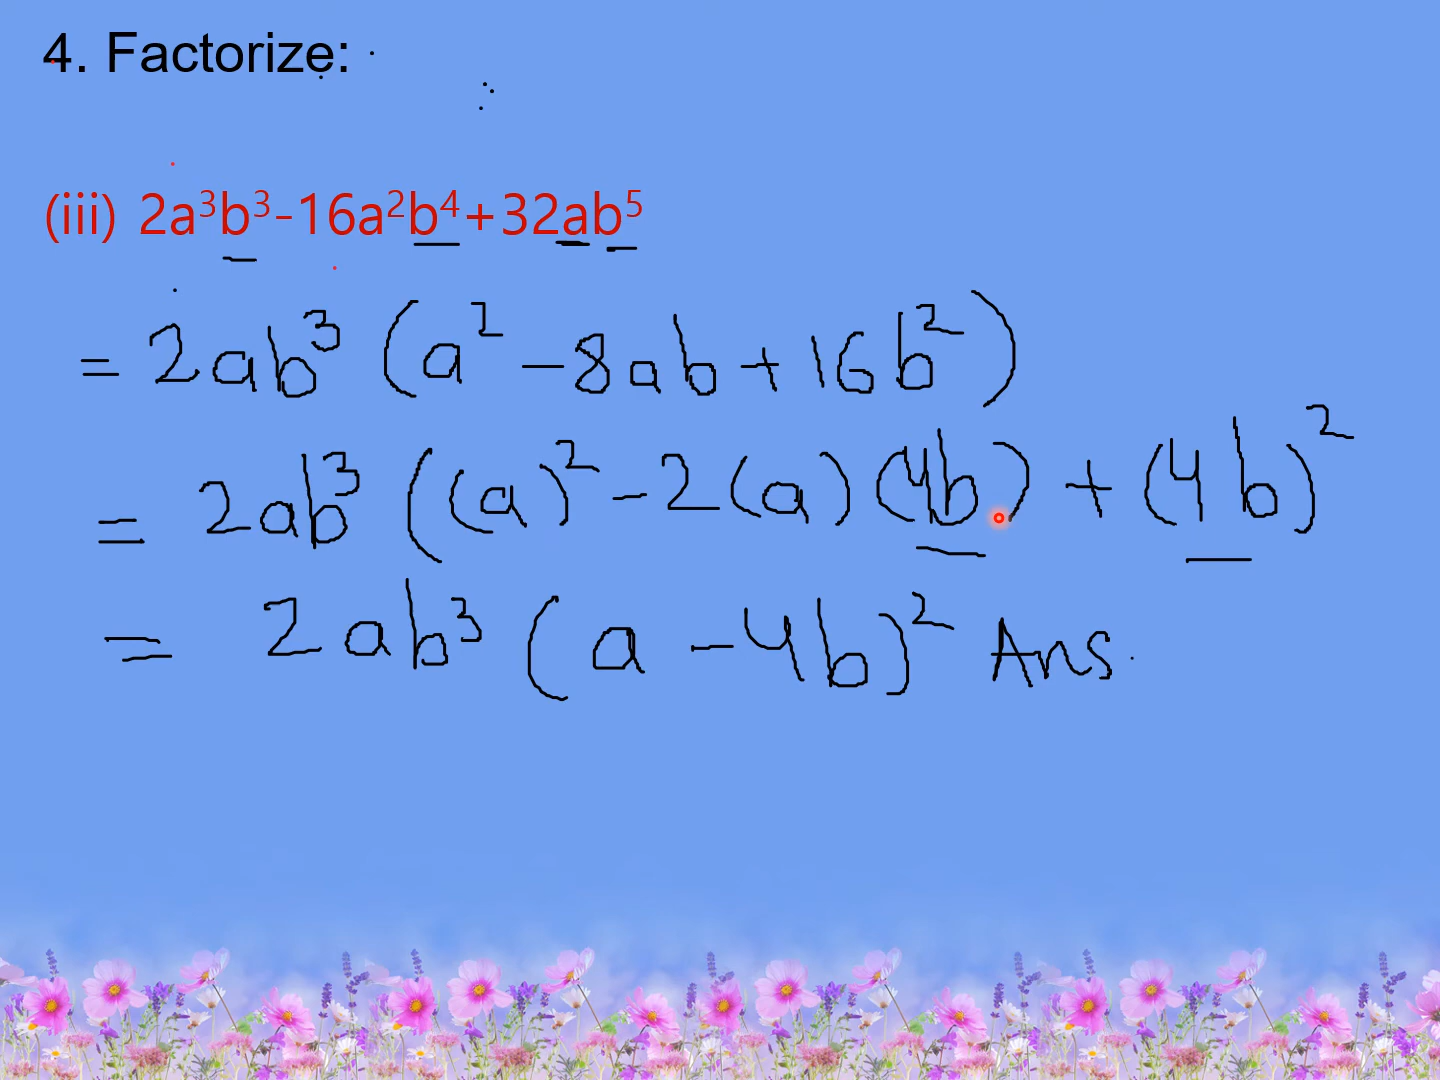 4. Factorize:
(iii) 2a³b³-16a²b⁴+32ab⁵
= 2ab³ (a² - 8ab + 16b²)
= 2ab³ ((a)² - 2(a)(4b) + (4b)²
= 2ab³ (a - 4b)² Ans.